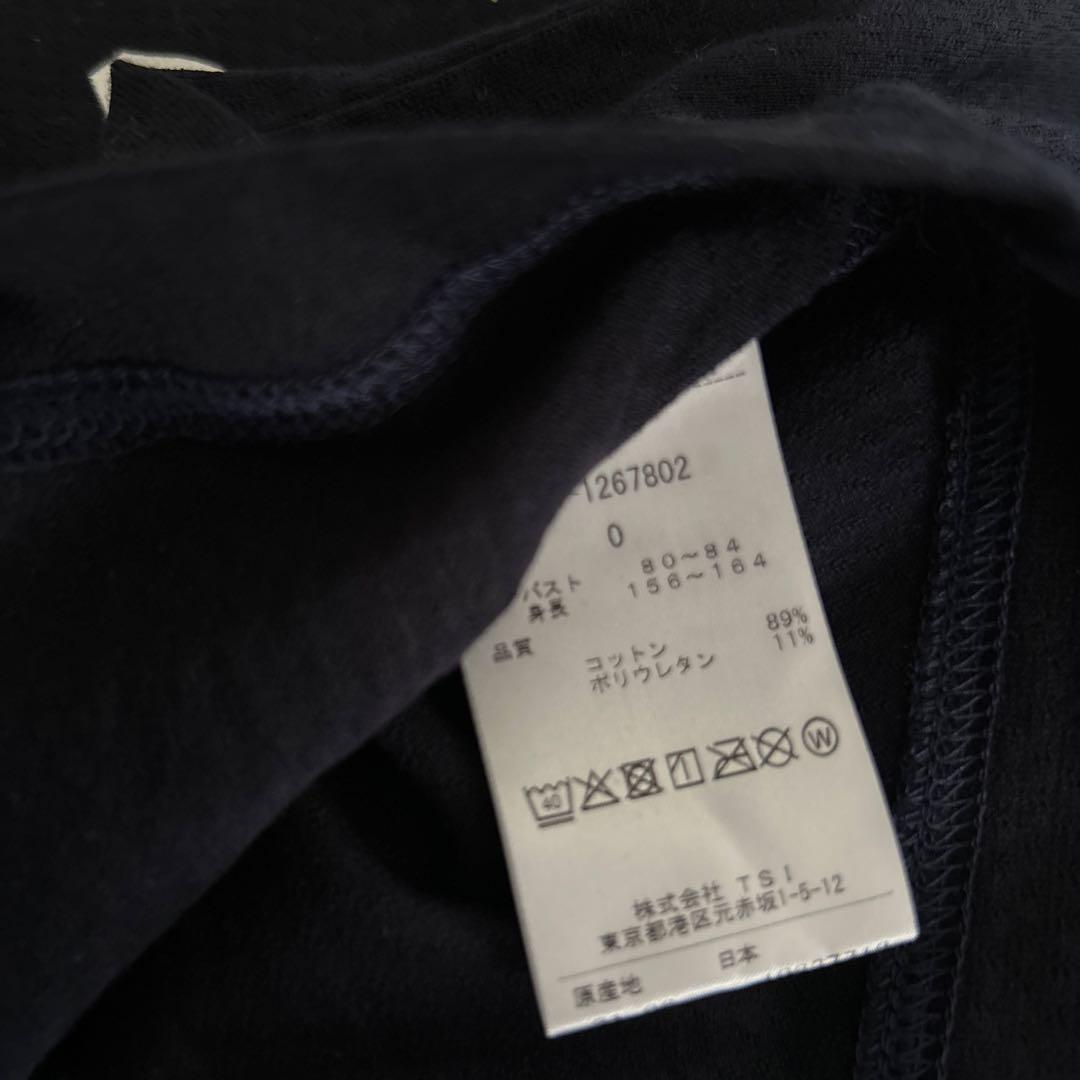 -1267802
0
バスト 80～84
身長 156～164
品質 コットン 89%
ポリウレタン 11%
40
W
株式会社 TSI
東京都港区元赤坂1-5-12
原産地 日本